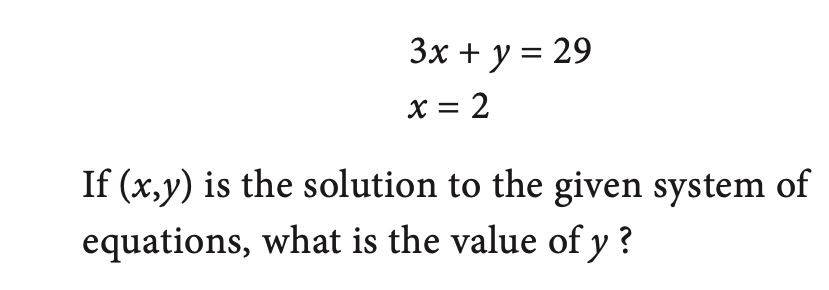 3x + y = 29
x = 2
If (x,y) is the solution to the given system of
equations, what is the value of y ?